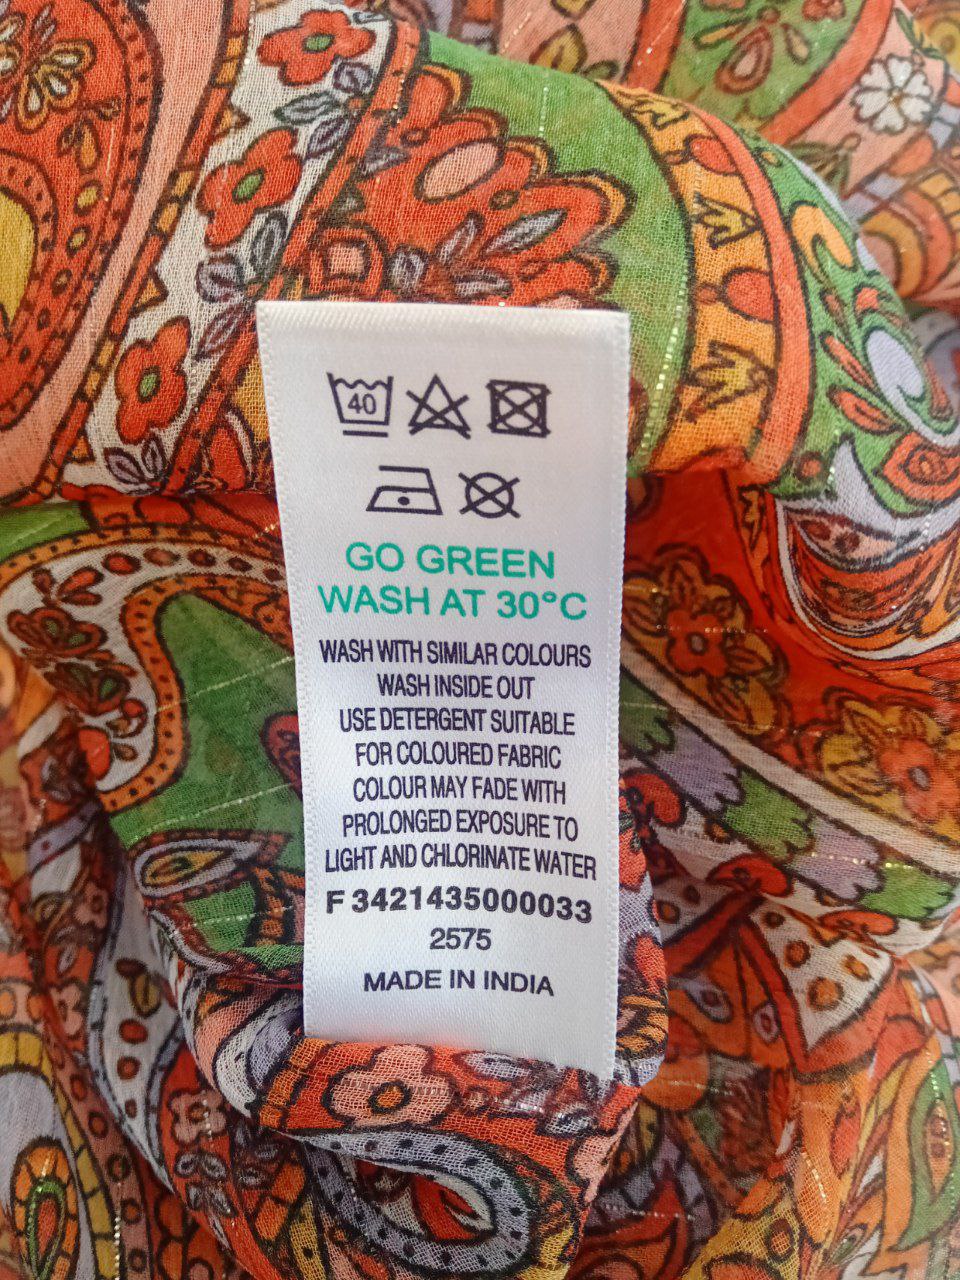 40
GO GREEN
WASH AT 30°C
WASH WITH SIMILAR COLOURS
WASH INSIDE OUT
USE DETERGENT SUITABLE
FOR COLOURED FABRIC
COLOUR MAY FADE WITH
PROLONGED EXPOSURE TO
LIGHT AND CHLORINATE WATER
F 3421435000033
2575
MADE IN INDIA